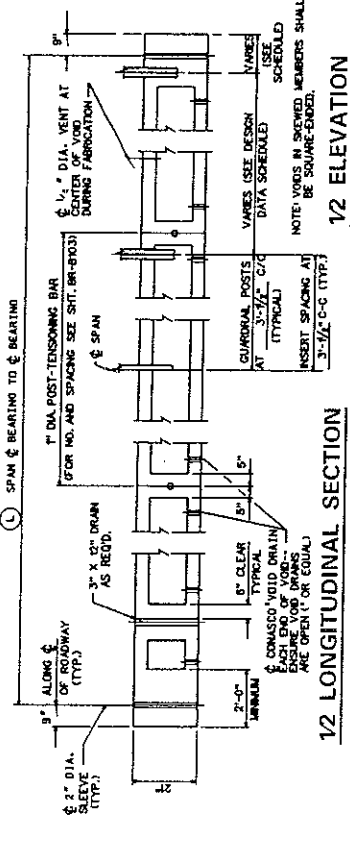 Ⓛ SPAN ℄ BEARING TO ℄ BEARING
9"
ALONG ℄
OF ROADWAY
(TYP.)
℄ 2" DIA.
SLEEVE
(TYP.)
3" X 12" DRAIN
AS REQ'D.
1" DIA. POST-TENSIONING BAR
(FOR NO. AND SPACING SEE SHT. BR-8103)
℄ SPAN
℄ 1/2" DIA. VENT AT
CENTER OF VOID
DURING FABRICATION
9"
21"
2'-0"
MINIMUM
6" CLEAR
TYPICAL
5"
5"
℄ CONASCO VOID DRAIN
EACH END OF VOID--
ENSURE VOID DRAINS
ARE OPEN (* OR EQUAL)
GUARDRAIL POSTS
AT 3'-1/2" C/C
(TYPICAL)
INSERT SPACING AT
3'-1/2" C-C (TYP.)
VARIES (SEE DESIGN
DATA SCHEDULE)
VARIES
(SEE
SCHEDULE)
NOTE: VOIDS IN SKEWED MEMBERS SHALL
BE SQUARE-ENDED.
1/2 LONGITUDINAL SECTION
1/2 ELEVATION